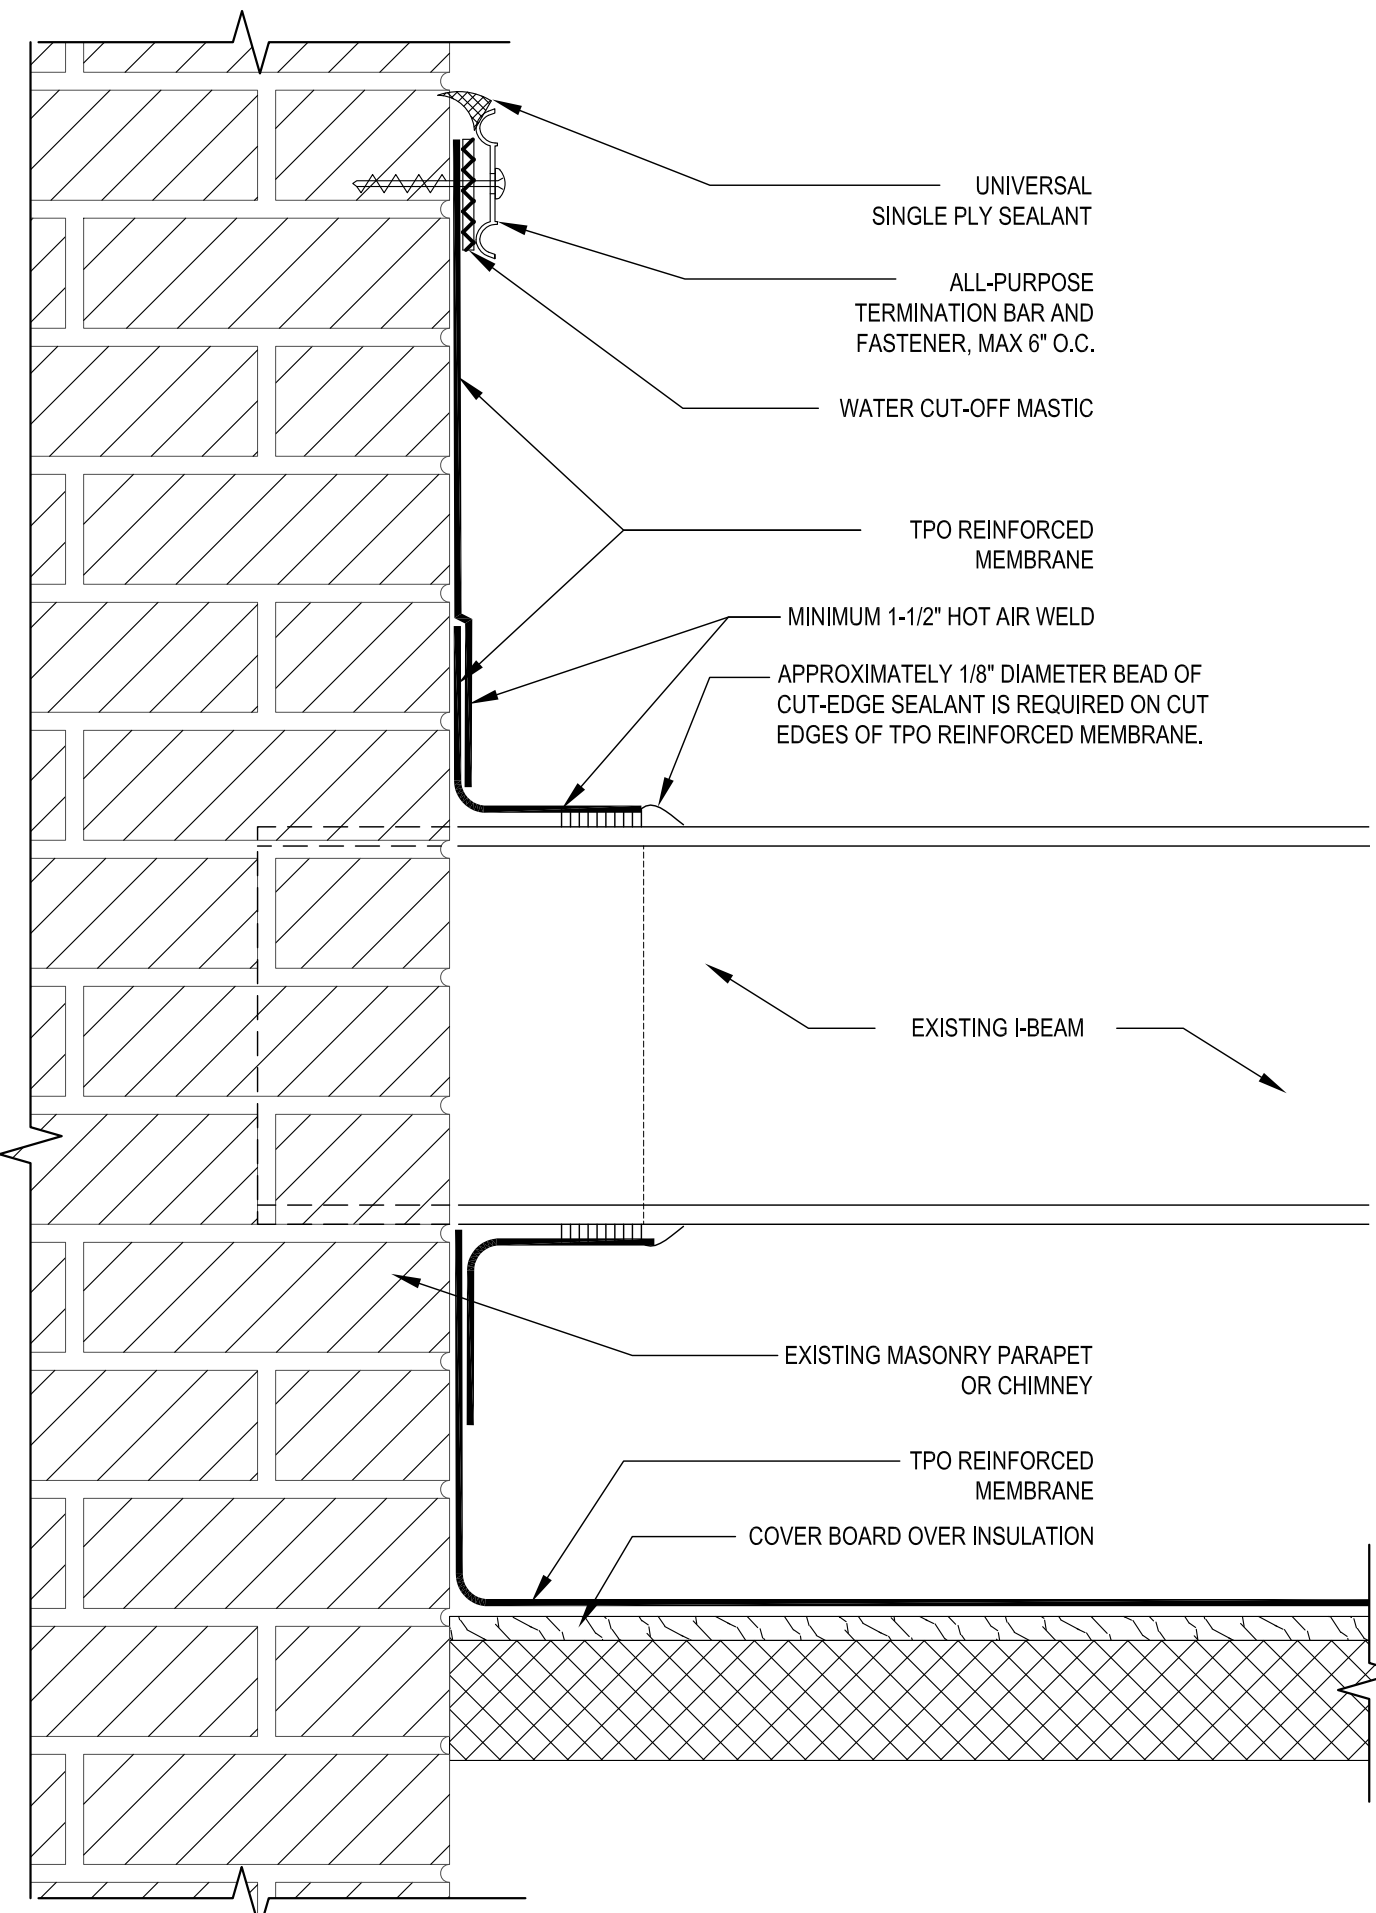 UNIVERSAL
SINGLE PLY SEALANT
ALL-PURPOSE
TERMINATION BAR AND
FASTENER, MAX 6" O.C.
WATER CUT-OFF MASTIC
TPO REINFORCED
MEMBRANE
MINIMUM 1-1/2" HOT AIR WELD
APPROXIMATELY 1/8" DIAMETER BEAD OF
CUT-EDGE SEALANT IS REQUIRED ON CUT
EDGES OF TPO REINFORCED MEMBRANE.
EXISTING I-BEAM
EXISTING MASONRY PARAPET
OR CHIMNEY
TPO REINFORCED
MEMBRANE
COVER BOARD OVER INSULATION